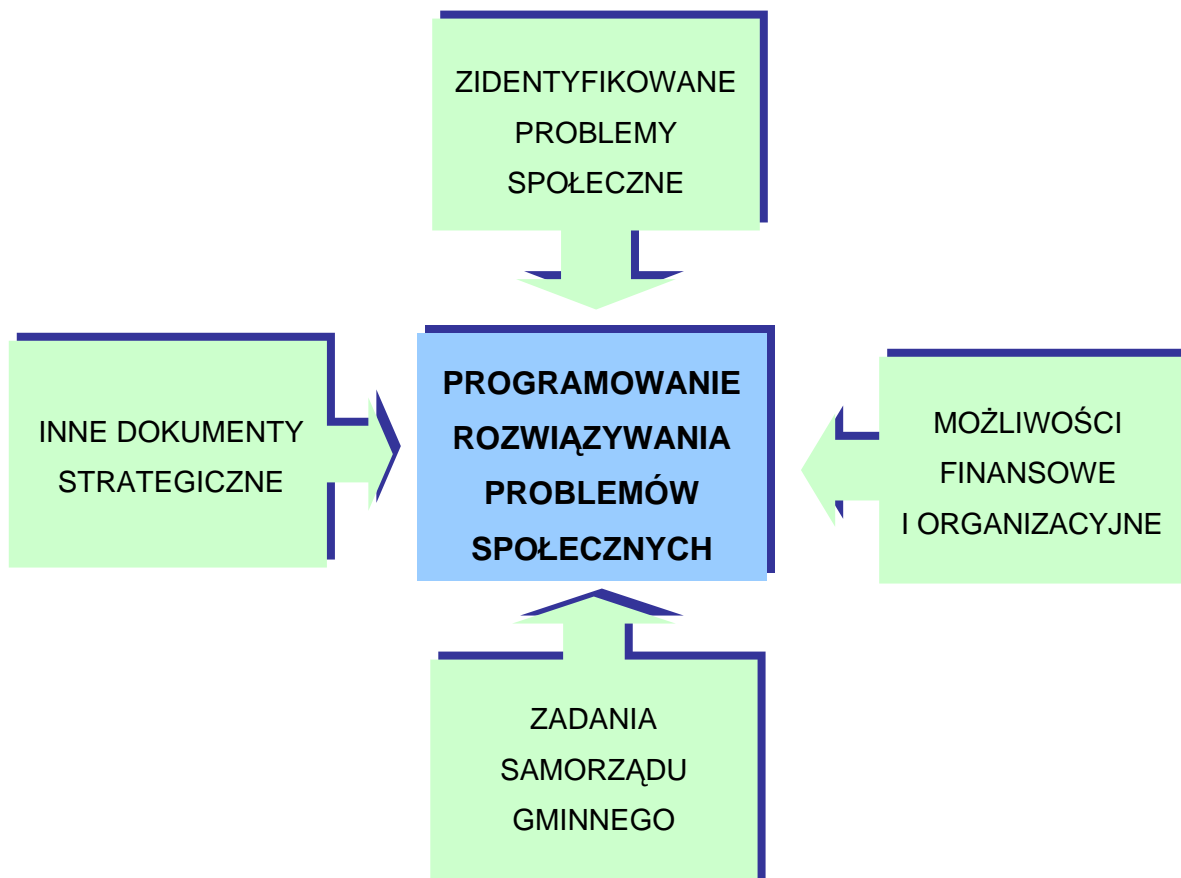 ZIDENTYFIKOWANE
PROBLEMY
SPOŁECZNE
INNE DOKUMENTY
STRATEGICZNE
PROGRAMOWANIE
ROZWIĄZYWANIA
PROBLEMÓW
SPOŁECZNYCH
MOŻLIWOŚCI
FINANSOWE
I ORGANIZACYJNE
ZADANIA
SAMORZĄDU
GMINNEGO